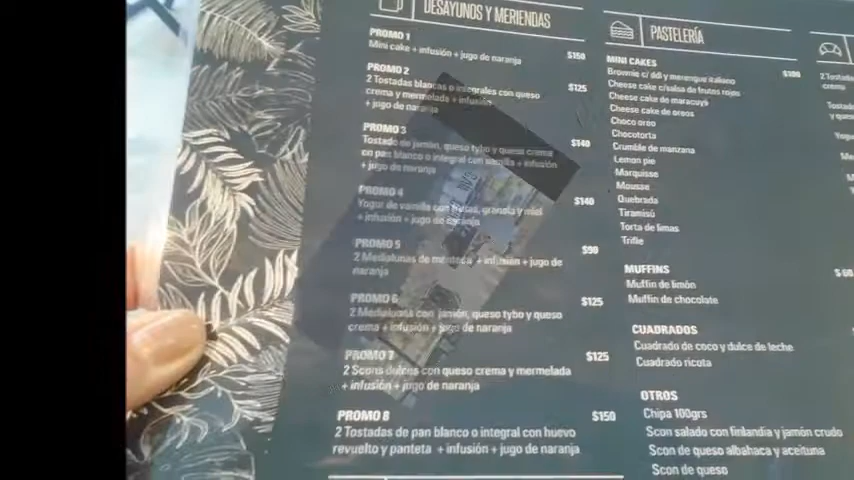 DESAYUNOS Y MERIENDAS
PROMO 1
Mini cake + infusión + jugo de naranja $150
PROMO 2
2 Tostadas blancas o integrales con queso $125
crema y mermelada + infusión
+ jugo de naranja
PROMO 3
Tostado de jamón, queso tybo y queso crema $140
en pan blanco o integral con semilla + infusión
+ jugo de naranja
PROMO 4
Yogur de vainilla con frutas, granola y miel $140
+ infusión + jugo de naranja
PROMO 5
2 Medialunas de manteca + infusión + jugo de $90
naranja
PROMO 6
2 Medialunas con jamón, queso tybo y queso $125
crema + infusión + jugo de naranja
PROMO 7
2 Scons dulces con queso crema y mermelada $125
+ infusión + jugo de naranja
PROMO 8
2 Tostadas de pan blanco o integral con huevo $150
revuelto y panceta + infusión + jugo de naranja
PASTELERÍA
MINI CAKES
Brownie c/ ddl y merengue italiano $100
Cheese cake c/salsa de frutos rojos
Cheese cake de maracuyá
Cheese cake de oreos
Choco oreo
Chocotorta
Crumble de manzana
Lemon pie
Marquisse
Mousse
Quebrada
Tiramisú
Torta de limas
Trifle
MUFFINS
Muffin de limón
Muffin de chocolate
CUADRADOS
Cuadrado de coco y dulce de leche
Cuadrado ricota
OTROS
Chipa 100grs
Scon salado con finlandia y jamón crudo
Scon de queso albahaca y aceituna
Scon de queso